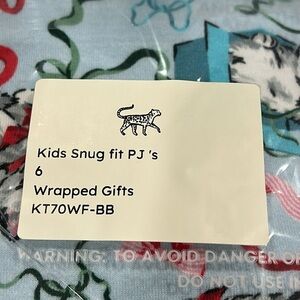 Kids Snug fit PJ 's
6
Wrapped Gifts
KT70WF-BB
WARNING: TO AVOID DANGER OF
DO NOT USE